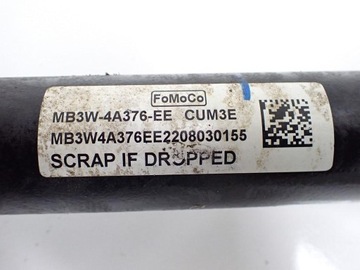 FoMoCo
MB3W-4A376-EE CUM3E
MB3W4A376EE2208030155
SCRAP IF DROPPED